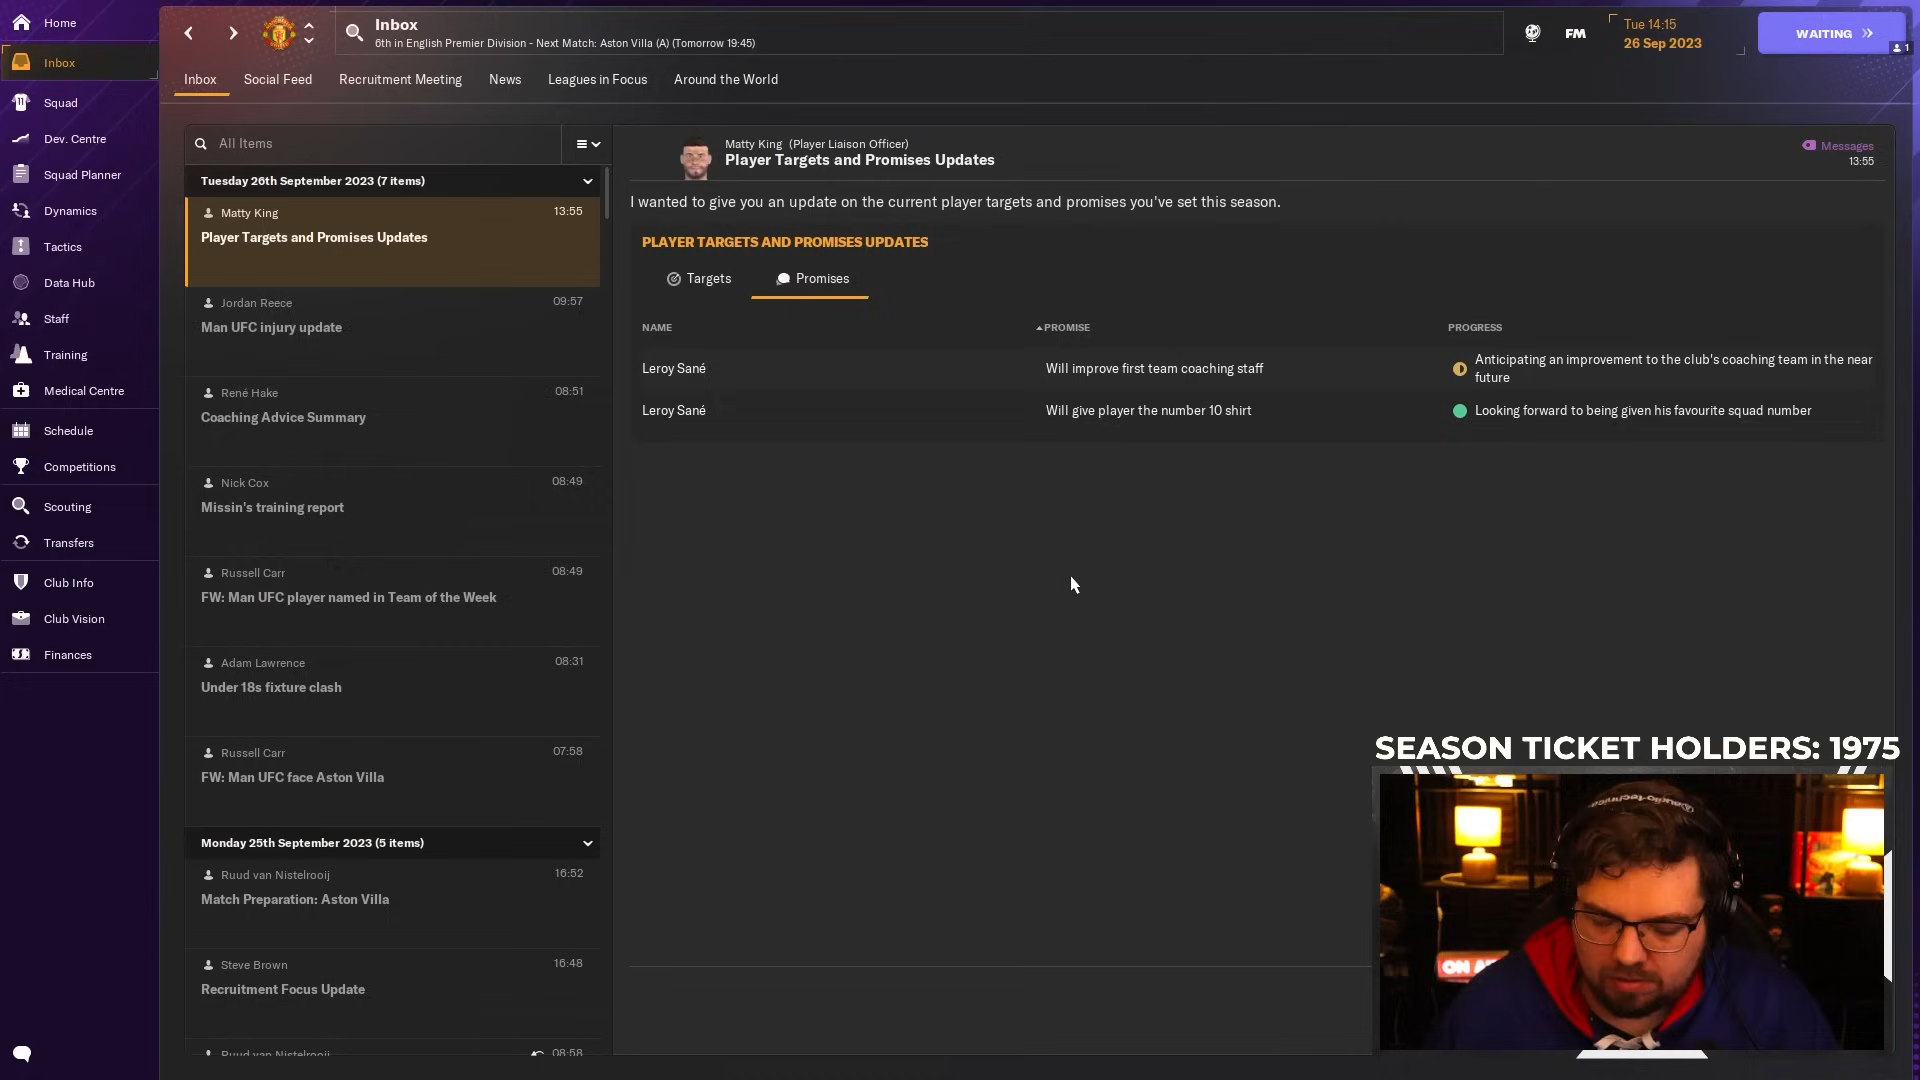 Home
Inbox
Squad
Dev. Centre
Squad Planner
Dynamics
Tactics
Data Hub
Staff
Training
Medical Centre
Schedule
Competitions
Scouting
Transfers
Club Info
Club Vision
Finances
Inbox
6th in English Premier Division - Next Match: Aston Villa (A) (Tomorrow 19:45)
FM
Tue 14:15
26 Sep 2023
WAITING
1
Inbox Social Feed Recruitment Meeting News Leagues in Focus Around the World
All Items
Tuesday 26th September 2023 (7 items)
Matty King 13:55
Player Targets and Promises Updates
Jordan Reece 09:57
Man UFC injury update
René Hake 08:51
Coaching Advice Summary
Nick Cox 08:49
Missin's training report
Russell Carr 08:49
FW: Man UFC player named in Team of the Week
Adam Lawrence 08:31
Under 18s fixture clash
Russell Carr 07:58
FW: Man UFC face Aston Villa
Monday 25th September 2023 (5 items)
Ruud van Nistelrooij 16:52
Match Preparation: Aston Villa
Steve Brown 16:48
Recruitment Focus Update
Ruud van Nistelrooij 08:58
Matty King (Player Liaison Officer)
Player Targets and Promises Updates
Messages
13:55
I wanted to give you an update on the current player targets and promises you've set this season.
PLAYER TARGETS AND PROMISES UPDATES
Targets Promises
NAME PROMISE PROGRESS
Leroy Sané Will improve first team coaching staff Anticipating an improvement to the club's coaching team in the near
future
Leroy Sané Will give player the number 10 shirt Looking forward to being given his favourite squad number
SEASON TICKET HOLDERS: 1975
audio-technica
ON A